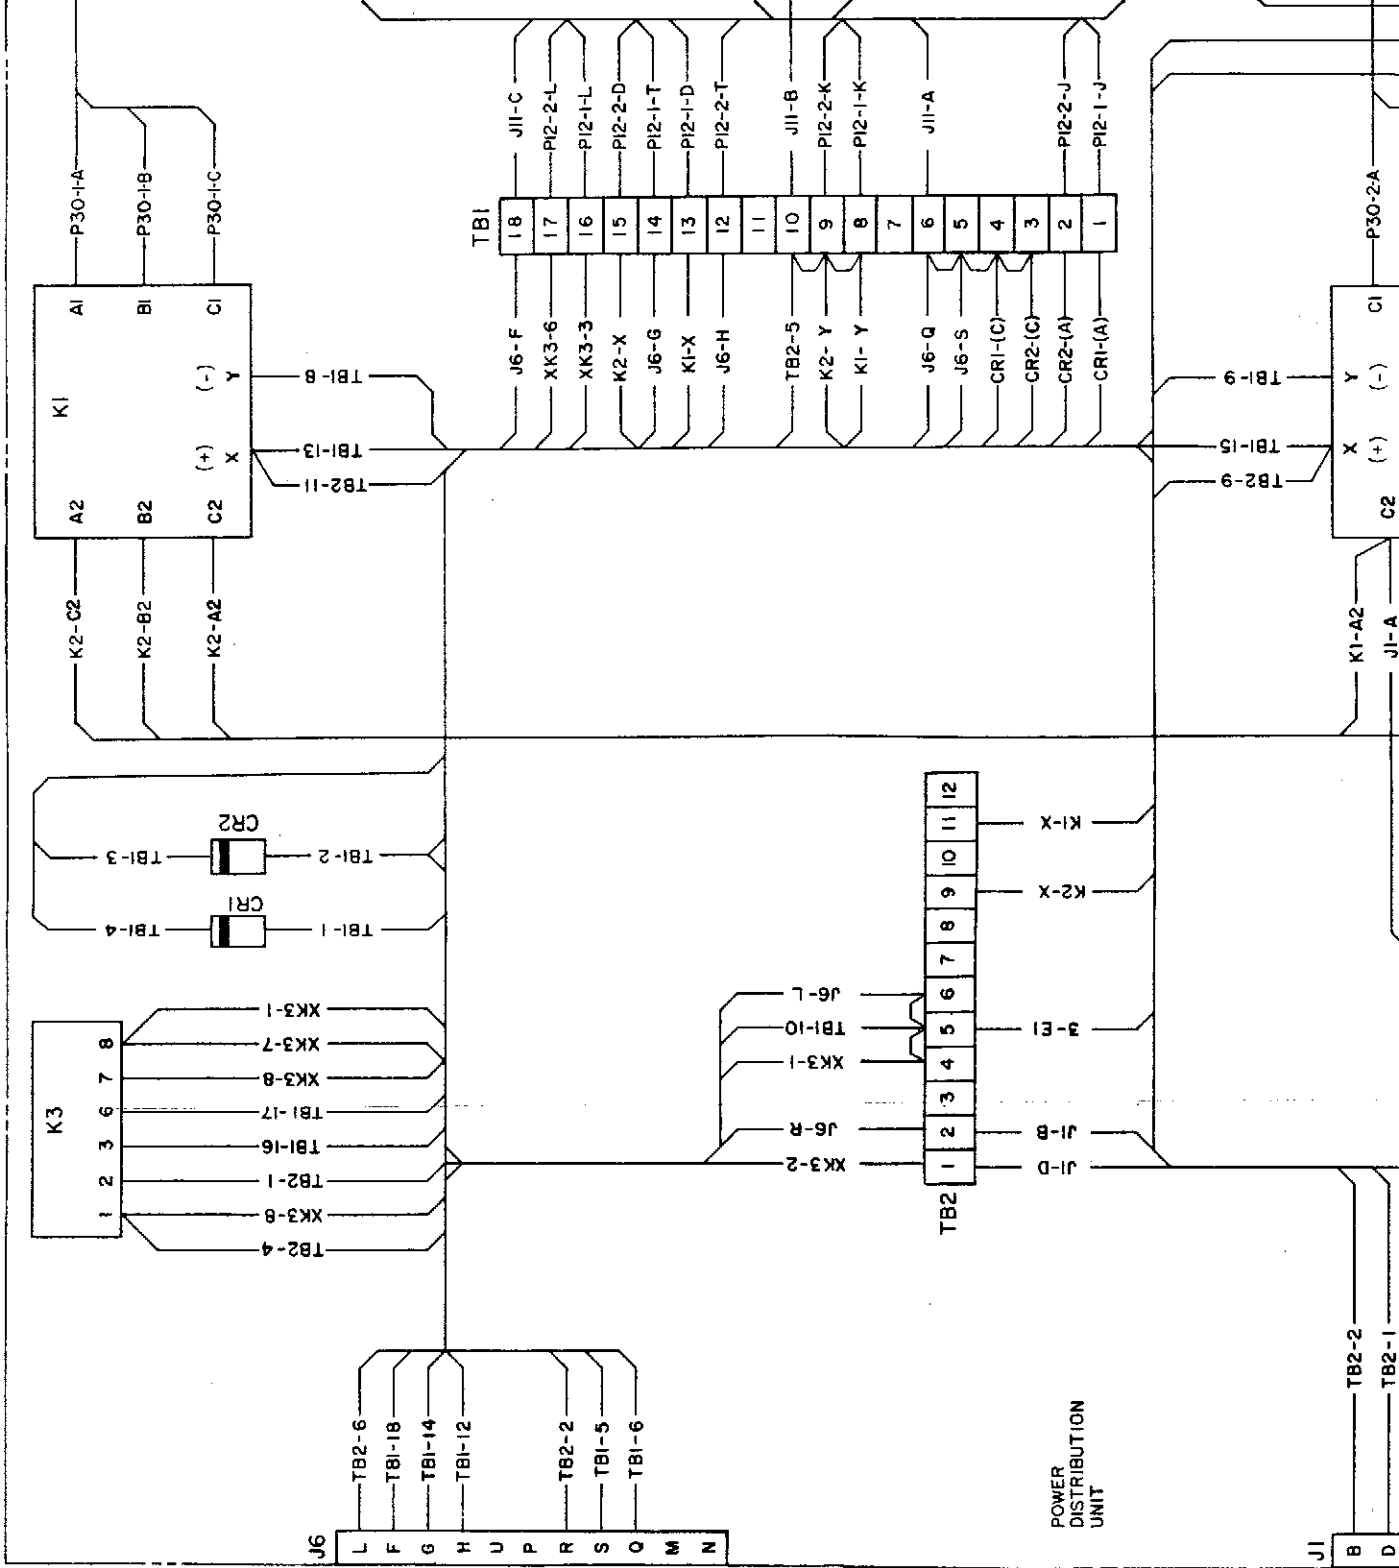 P30-1-A
P30-1-B
P30-1-C
A1
B1
C1
K1
(-)
Y
(+)
X
A2
B2
C2
TB1-8
TB1-13
TB2-11
K2-C2
K2-B2
K2-A2
TB1
18
17
16
15
14
13
12
11
10
9
8
7
6
5
4
3
2
1
J11-C
P12-2-L
P12-1-L
P12-2-D
P12-1-T
P12-1-D
P12-2-T
J11-B
P12-2-K
P12-1-K
J11-A
P12-2-J
P12-1-J
J6-F
XK3-6
XK3-3
K2-X
J6-G
K1-X
J6-H
TB2-5
K2-Y
K1-Y
J6-Q
J6-S
CR1-(C)
CR2-(C)
CR2-(A)
CR1-(A)
P30-2-A
C1
Y
(-)
X
(+)
C2
TB1-9
TB1-15
TB2-9
K1-A2
J1-A
TB1-3
CR2
TB1-2
TB1-4
CR1
TB1-1
K3
8
7
6
3
2
1
XK3-1
XK3-7
XK3-8
TB1-17
TB1-16
TB2-1
XK3-8
TB2-4
TB2
12
11
10
9
8
7
6
5
4
3
2
1
J6-L
TB1-10
XK3-1
J6-R
XK3-2
K1-X
K2-X
3-E1
J1-B
J1-D
J6
L
F
G
H
U
P
R
S
Q
M
N
TB2-6
TB1-18
TB1-14
TB1-12
TB2-2
TB1-5
TB1-6
POWER
DISTRIBUTION
UNIT
J1
B
D
TB2-2
TB2-1